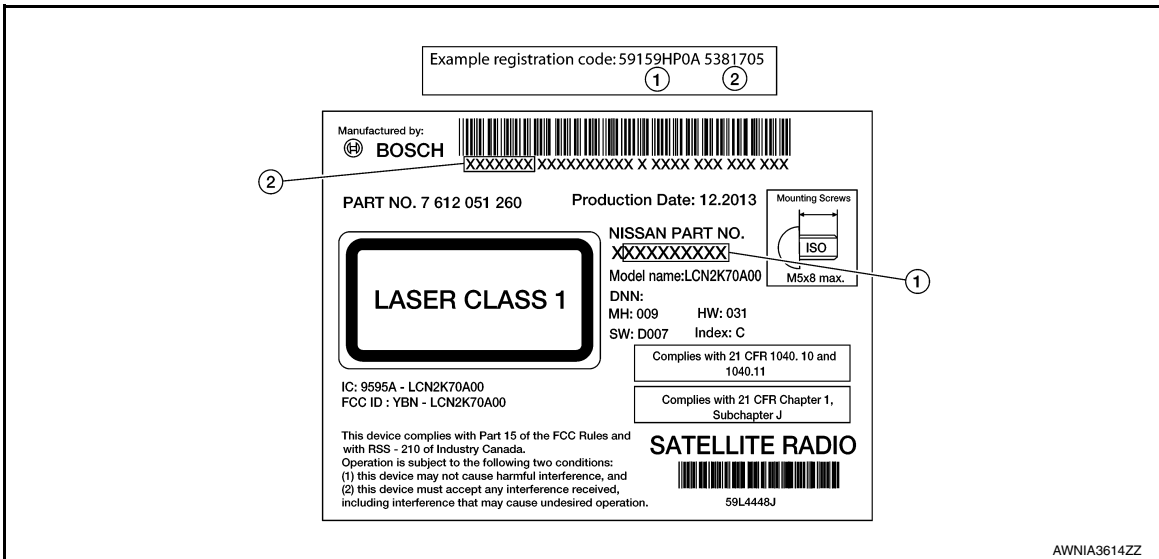 Example registration code: 59159HP0A 5381705
1 2
Manufactured by:
BOSCH
XXXXXXX XXXXXXXXXX X XXXX XXX XXX XXX
2
PART NO. 7 612 051 260
Production Date: 12.2013
Mounting Screws
ISO
M5x8 max.
NISSAN PART NO.
XXXXXXXXXX
1
Model name:LCN2K70A00
DNN:
MH: 009 HW: 031
SW: D007 Index: C
LASER CLASS 1
Complies with 21 CFR 1040. 10 and
1040.11
Complies with 21 CFR Chapter 1,
Subchapter J
IC: 9595A - LCN2K70A00
FCC ID : YBN - LCN2K70A00
This device complies with Part 15 of the FCC Rules and
with RSS - 210 of Industry Canada.
Operation is subject to the following two conditions:
(1) this device may not cause harmful interference, and
(2) this device must accept any interference received,
including interference that may cause undesired operation.
SATELLITE RADIO
59L4448J
AWNIA3614ZZ